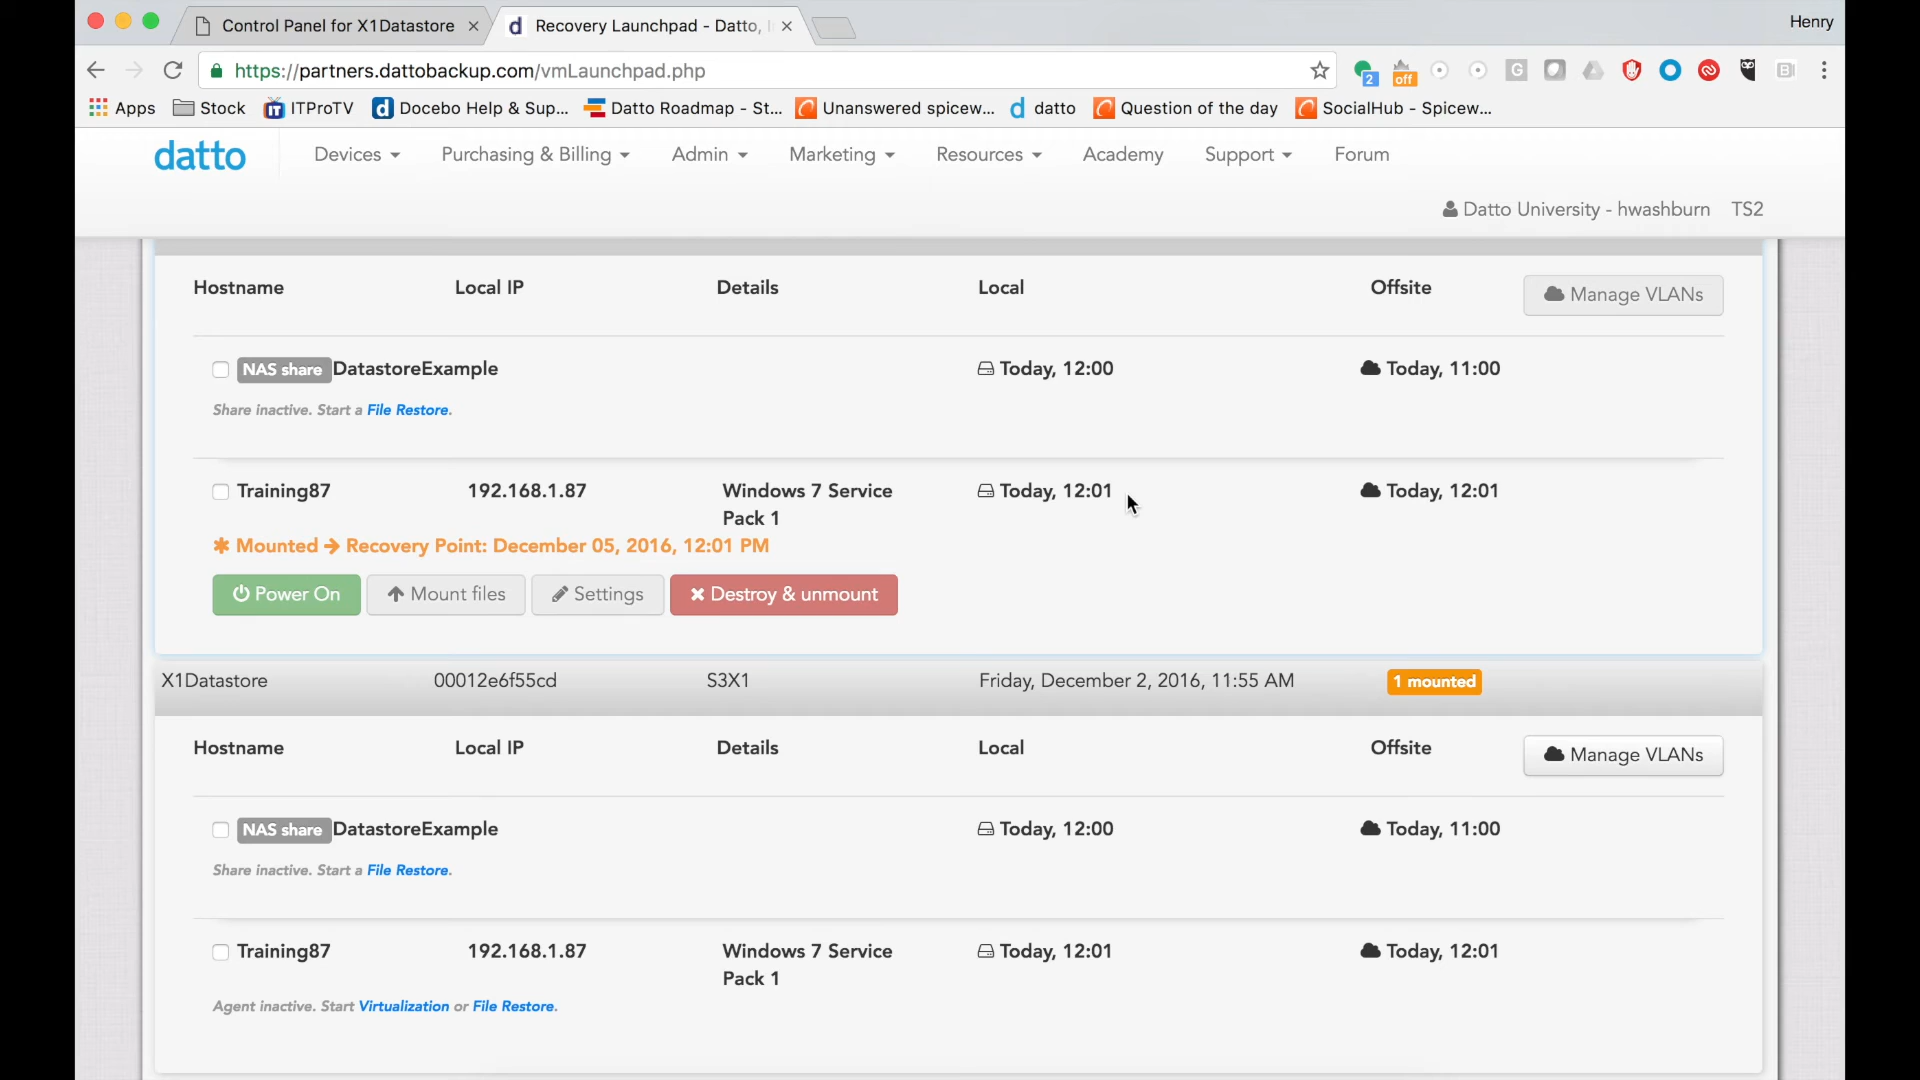 Control Panel for X1Datastore
Recovery Launchpad - Datto, I
Henry
https://partners.dattobackup.com/vmLaunchpad.php
2
off
G
B
Apps
Stock
ITProTV
Docebo Help & Sup...
Datto Roadmap - St...
Unanswered spicew...
datto
Question of the day
SocialHub - Spicew...
datto
Devices
Purchasing & Billing
Admin
Marketing
Resources
Academy
Support
Forum
Datto University - hwashburn
TS2
Hostname
Local IP
Details
Local
Offsite
Manage VLANs
NAS share DatastoreExample
Today, 12:00
Today, 11:00
Share inactive. Start a File Restore.
Training87
192.168.1.87
Windows 7 Service
Pack 1
Today, 12:01
Today, 12:01
Mounted → Recovery Point: December 05, 2016, 12:01 PM
Power On
Mount files
Settings
Destroy & unmount
X1Datastore
00012e6f55cd
S3X1
Friday, December 2, 2016, 11:55 AM
1 mounted
Hostname
Local IP
Details
Local
Offsite
Manage VLANs
NAS share DatastoreExample
Today, 12:00
Today, 11:00
Share inactive. Start a File Restore.
Training87
192.168.1.87
Windows 7 Service
Pack 1
Today, 12:01
Today, 12:01
Agent inactive. Start Virtualization or File Restore.